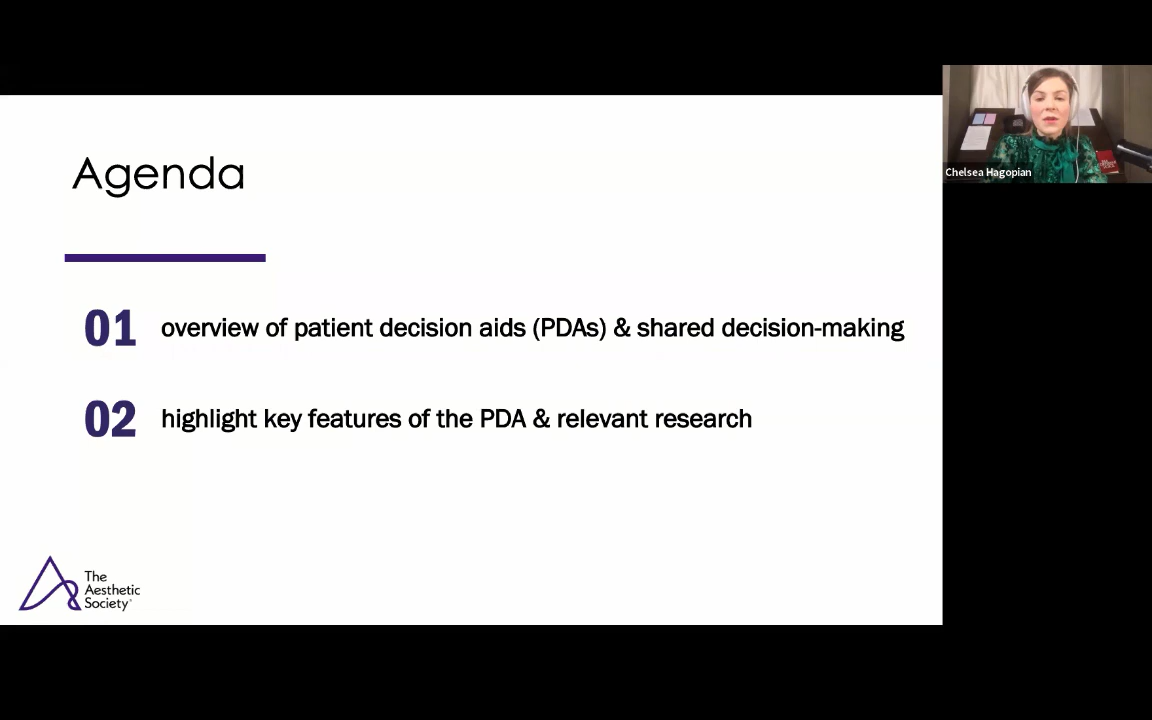 Agenda
01 overview of patient decision aids (PDAs) & shared decision-making
02 highlight key features of the PDA & relevant research
The
Aesthetic
Society
Chelsea Hagopian